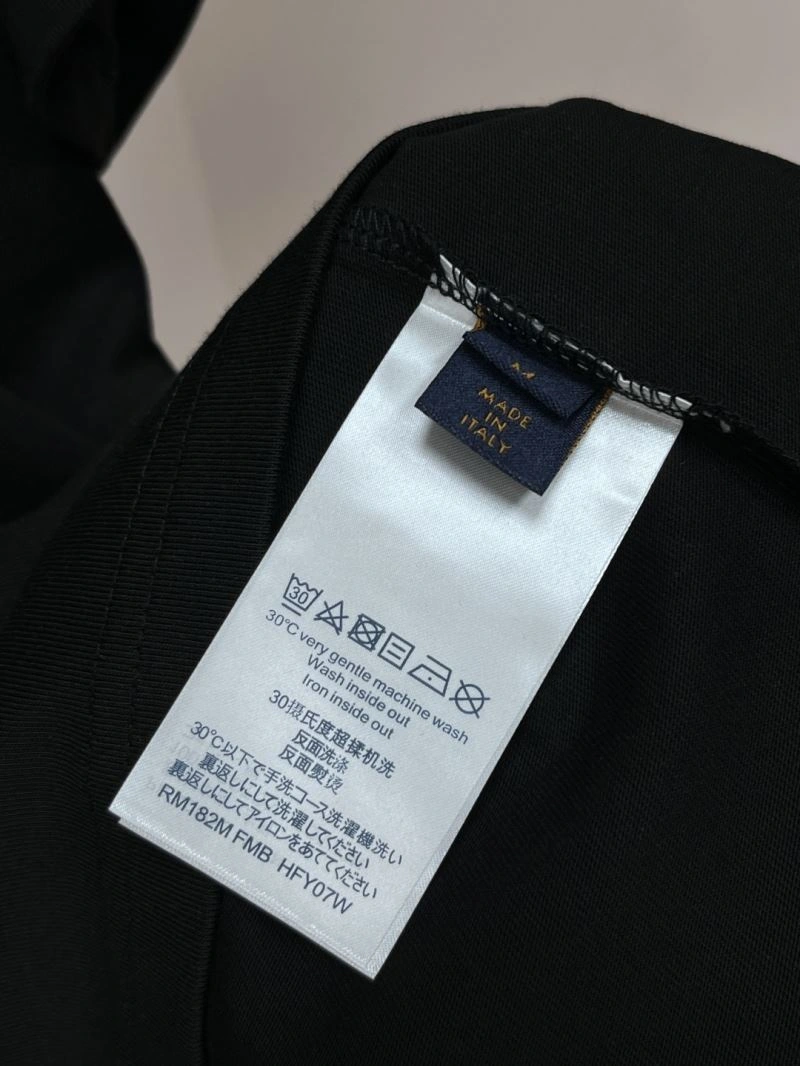 M
MADE
IN
ITALY
30
30°C very gentle machine wash
Wash inside out
Iron inside out
30摄氏度超揉机洗
反面洗涤
反面熨烫
30°C以下で手洗コース洗濯機洗い
裏返しにして洗濯してください
裏返しにしてアイロンをあててください
RM182M FMB HFY07W